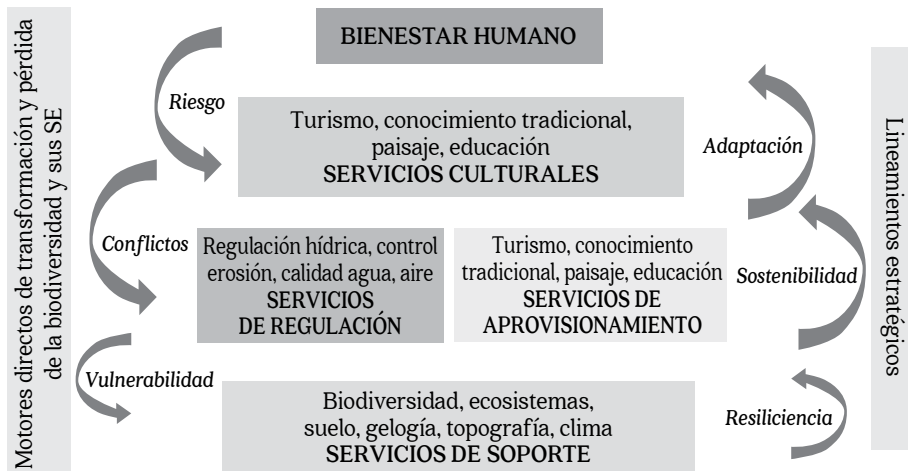 Motores directos de transformación y pérdida
de la biodiversidad y sus SE
BIENESTAR HUMANO
Riesgo
Turismo, conocimiento tradicional,
paisaje, educación
SERVICIOS CULTURALES
Adaptación
Conflictos
Regulación hídrica, control
erosión, calidad agua, aire
SERVICIOS
DE REGULACIÓN
Turismo, conocimiento
tradicional, paisaje, educación
SERVICIOS DE
APROVISIONAMIENTO
Sostenibilidad
Vulnerabilidad
Biodiversidad, ecosistemas,
suelo, gelogía, topografía, clima
SERVICIOS DE SOPORTE
Resiliciencia
Lineamientos estratégicos